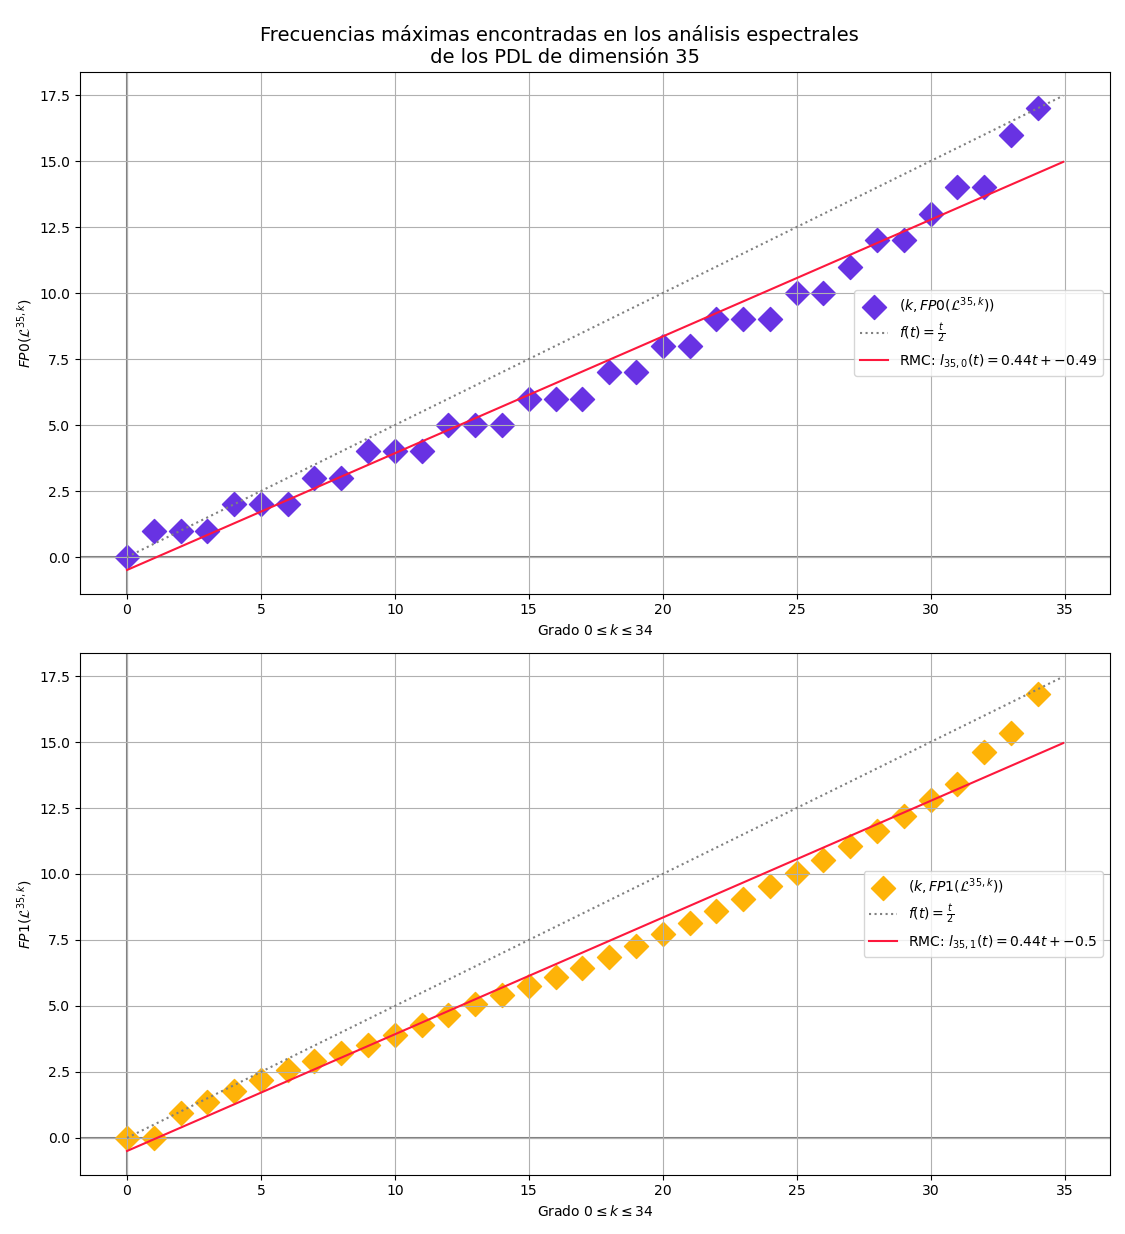 Frecuencias máximas encontradas en los análisis espectrales
de los PDL de dimensión 35
17.5
15.0
12.5
10.0
7.5
5.0
2.5
0.0
FP0(ℒ^{35,k})
(k, FP0(ℒ^{35,k}))
f(t) = t/2
RMC: l_{35,0}(t) = 0.44t + −0.49
0 5 10 15 20 25 30 35
Grado 0 ≤ k ≤ 34
17.5
15.0
12.5
10.0
7.5
5.0
2.5
0.0
FP1(ℒ^{35,k})
(k, FP1(ℒ^{35,k}))
f(t) = t/2
RMC: l_{35,1}(t) = 0.44t + −0.5
0 5 10 15 20 25 30 35
Grado 0 ≤ k ≤ 34